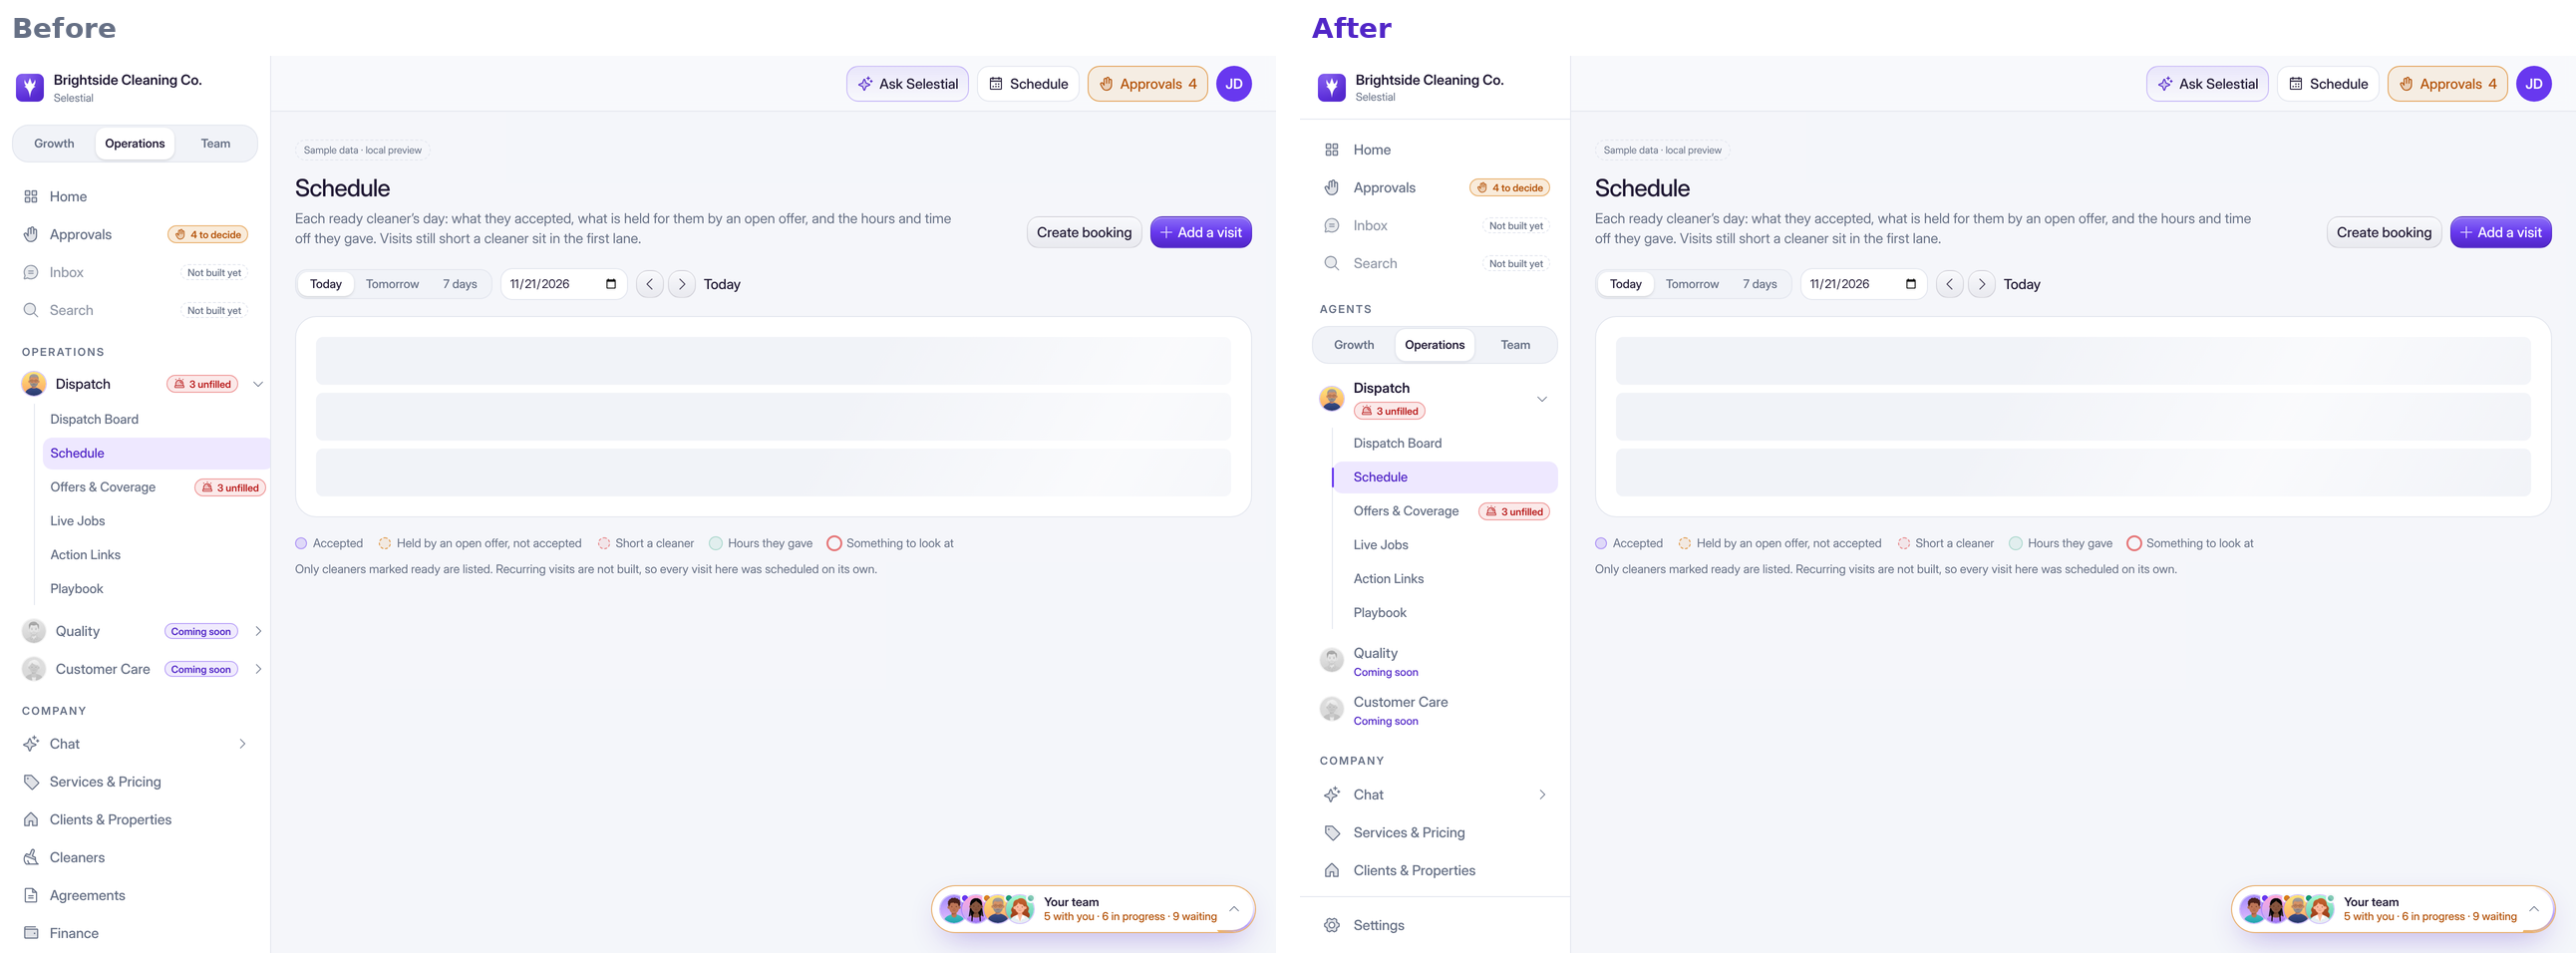 Before
Brightside Cleaning Co.
Selestial
Growth
Operations
Team
Home
Approvals
4 to decide
Inbox
Not built yet
Search
Not built yet
OPERATIONS
Dispatch
3 unfilled
Dispatch Board
Schedule
Offers & Coverage
3 unfilled
Live Jobs
Action Links
Playbook
Quality
Coming soon
Customer Care
Coming soon
COMPANY
Chat
Services & Pricing
Clients & Properties
Cleaners
Agreements
Finance
Ask Selestial
Schedule
Approvals 4
JD
Sample data · local preview
Schedule
Each ready cleaner's day: what they accepted, what is held for them by an open offer, and the hours and time
off they gave. Visits still short a cleaner sit in the first lane.
Create booking
+ Add a visit
Today
Tomorrow
7 days
11/21/2026
Today
Accepted
Held by an open offer, not accepted
Short a cleaner
Hours they gave
Something to look at
Only cleaners marked ready are listed. Recurring visits are not built, so every visit here was scheduled on its own.
Your team
5 with you · 6 in progress · 9 waiting
After
Brightside Cleaning Co.
Selestial
Home
Approvals
4 to decide
Inbox
Not built yet
Search
Not built yet
AGENTS
Growth
Operations
Team
Dispatch
3 unfilled
Dispatch Board
Schedule
Offers & Coverage
3 unfilled
Live Jobs
Action Links
Playbook
Quality
Coming soon
Customer Care
Coming soon
COMPANY
Chat
Services & Pricing
Clients & Properties
Settings
Ask Selestial
Schedule
Approvals 4
JD
Sample data · local preview
Schedule
Each ready cleaner's day: what they accepted, what is held for them by an open offer, and the hours and time
off they gave. Visits still short a cleaner sit in the first lane.
Create booking
+ Add a visit
Today
Tomorrow
7 days
11/21/2026
Today
Accepted
Held by an open offer, not accepted
Short a cleaner
Hours they gave
Something to look at
Only cleaners marked ready are listed. Recurring visits are not built, so every visit here was scheduled on its own.
Your team
5 with you · 6 in progress · 9 waiting